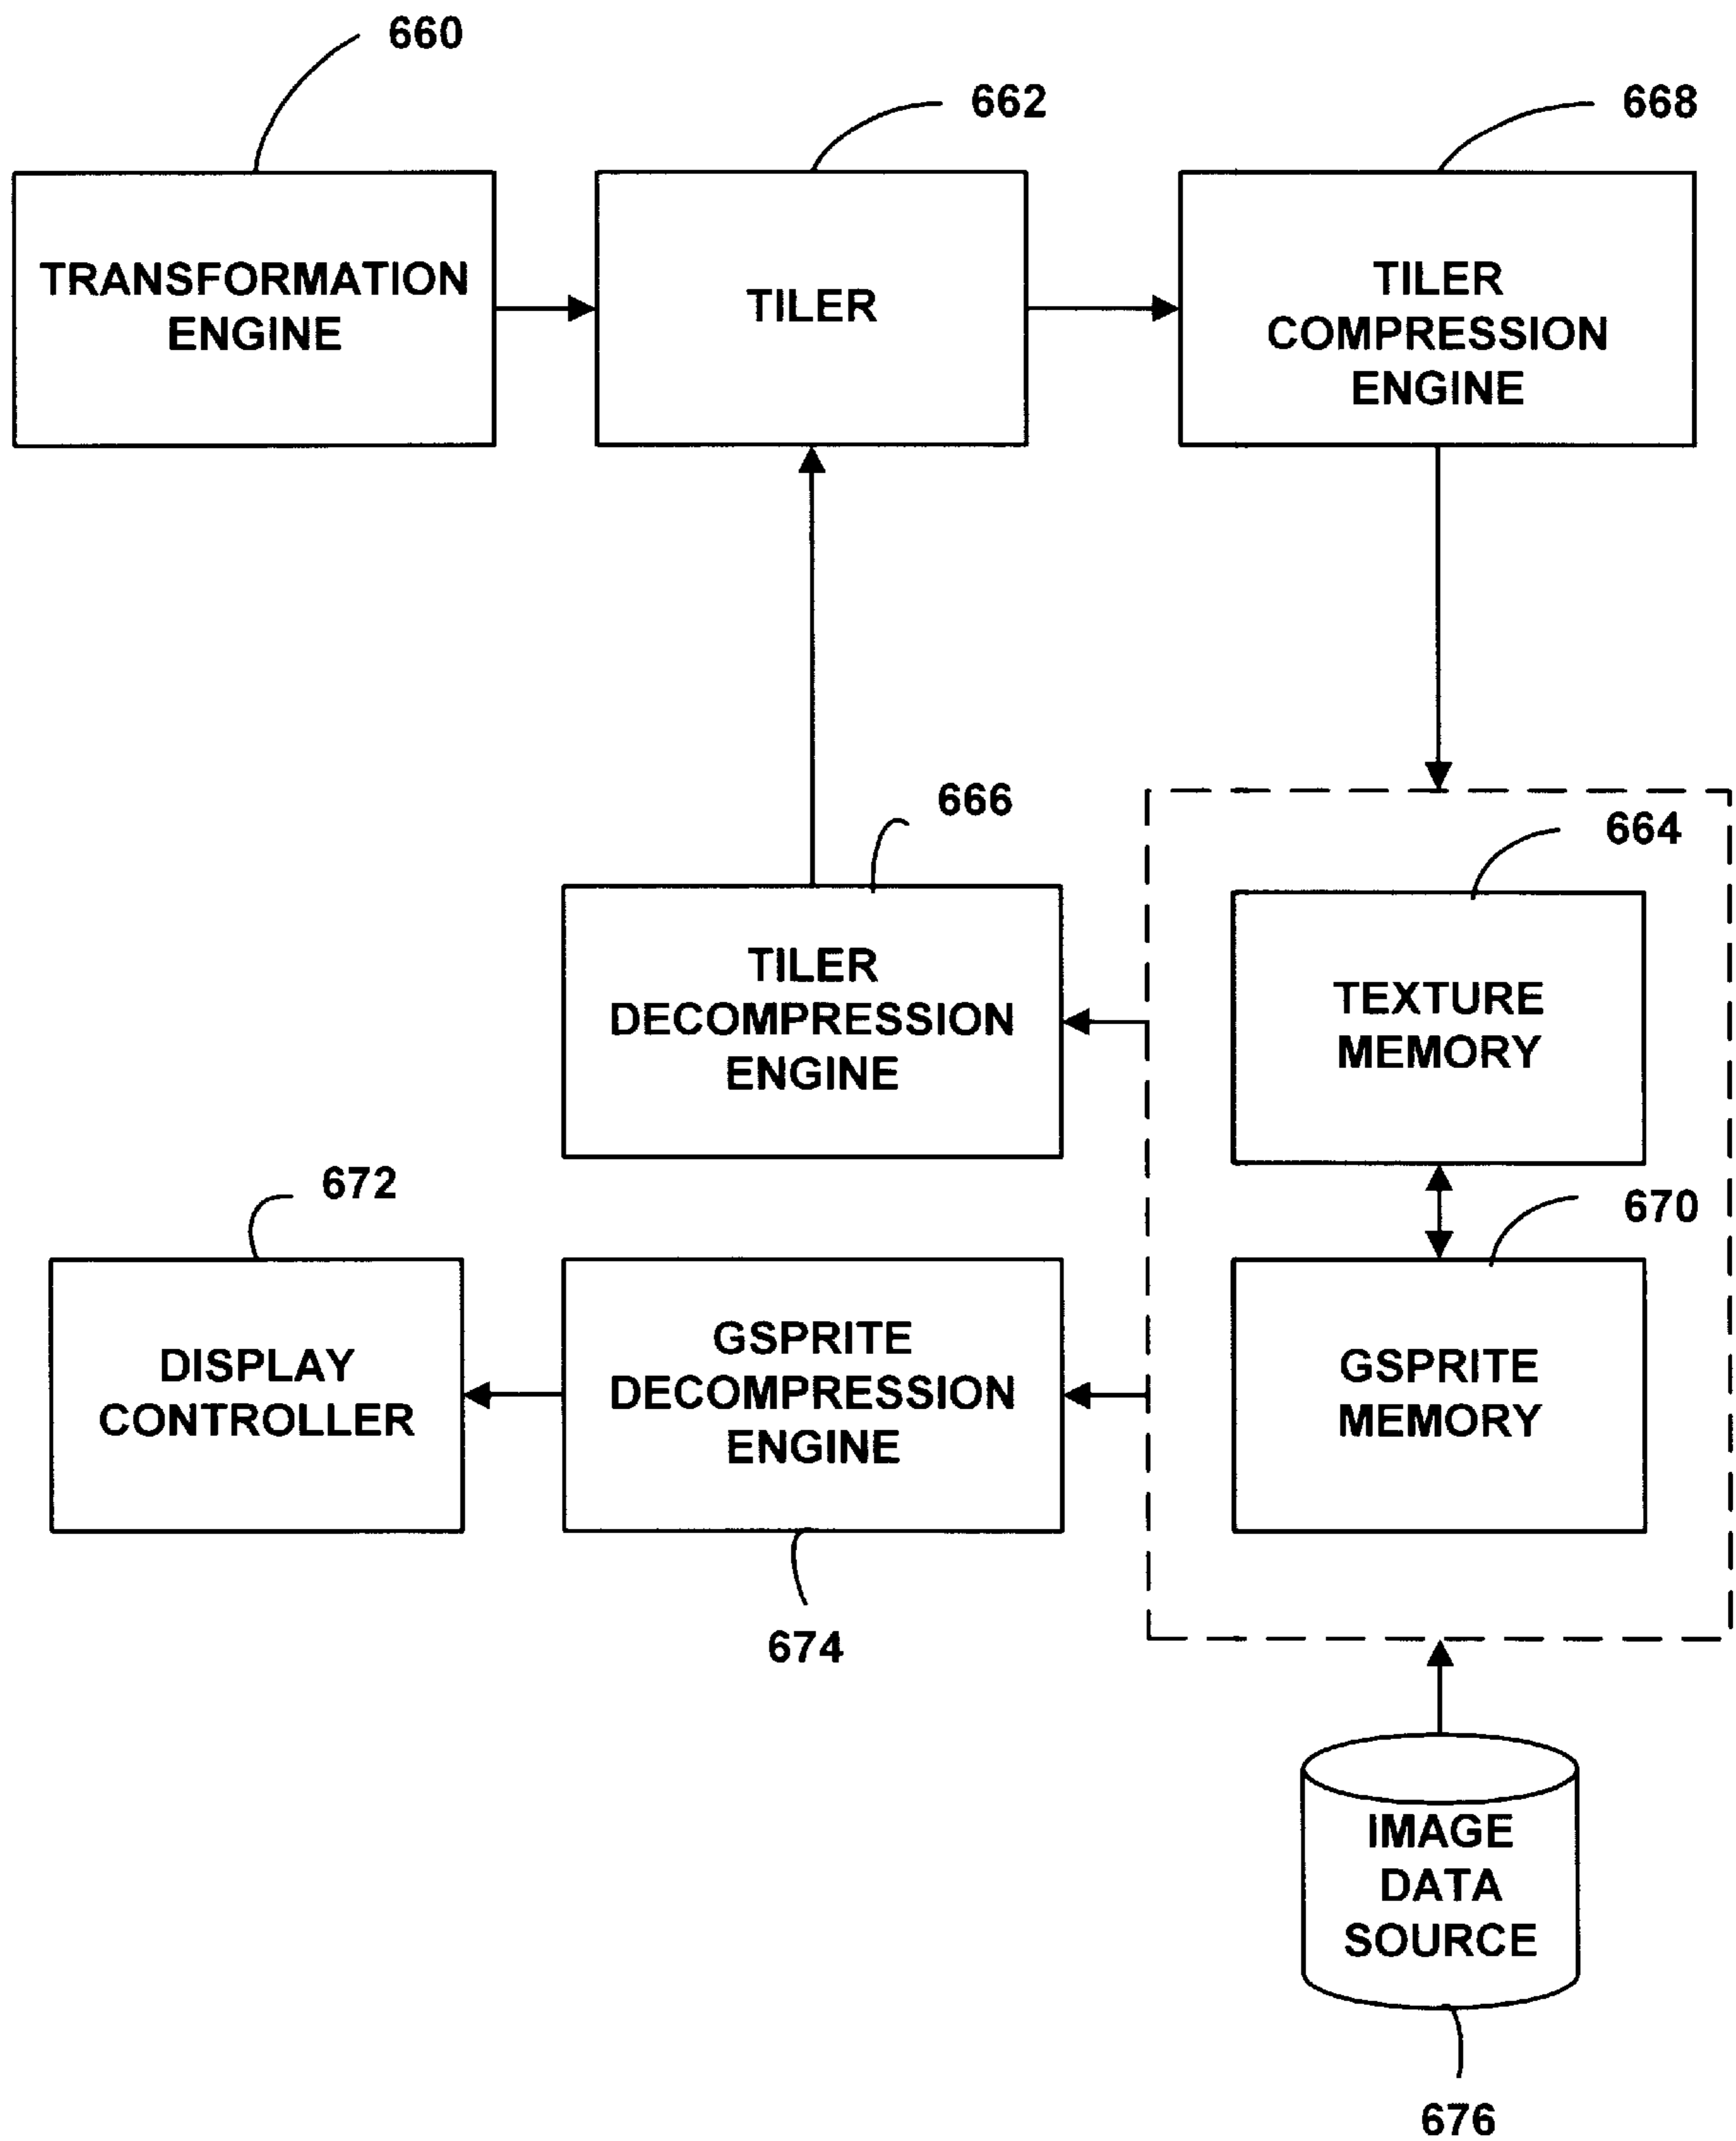 660
662
668
TRANSFORMATION
ENGINE
TILER
TILER
COMPRESSION
ENGINE
666
664
TILER
DECOMPRESSION
ENGINE
TEXTURE
MEMORY
672
670
DISPLAY
CONTROLLER
GSPRITE
DECOMPRESSION
ENGINE
GSPRITE
MEMORY
674
IMAGE
DATA
SOURCE
676